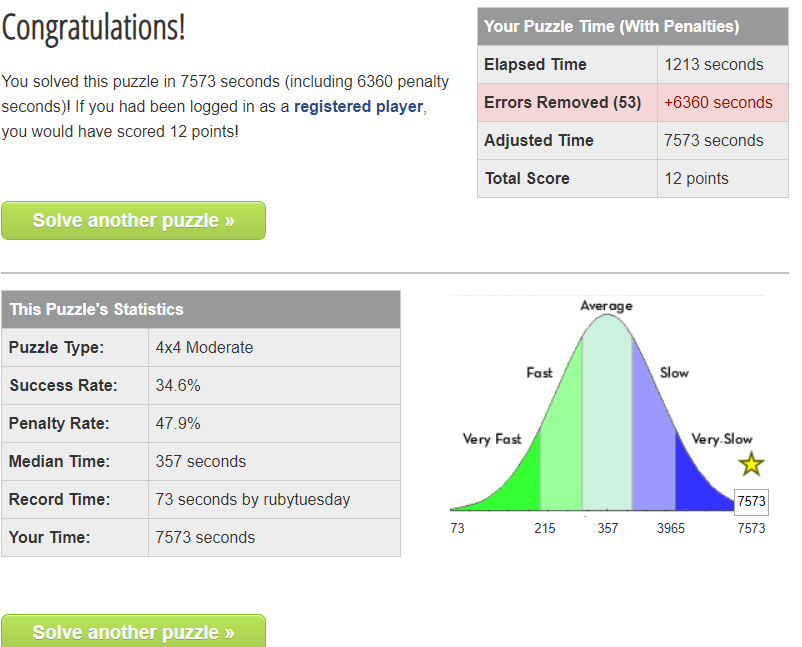 Congratulations!
You solved this puzzle in 7573 seconds (including 6360 penalty
seconds)! If you had been logged in as a registered player,
you would have scored 12 points!
Your Puzzle Time (With Penalties)
Elapsed Time 1213 seconds
Errors Removed (53) +6360 seconds
Adjusted Time 7573 seconds
Total Score 12 points
Solve another puzzle »
This Puzzle's Statistics
Puzzle Type: 4x4 Moderate
Success Rate: 34.6%
Penalty Rate: 47.9%
Median Time: 357 seconds
Record Time: 73 seconds by rubytuesday
Your Time: 7573 seconds
Average
Fast Slow
Very Fast Very Slow
7573
73 215 357 3965 7573
Solve another puzzle »